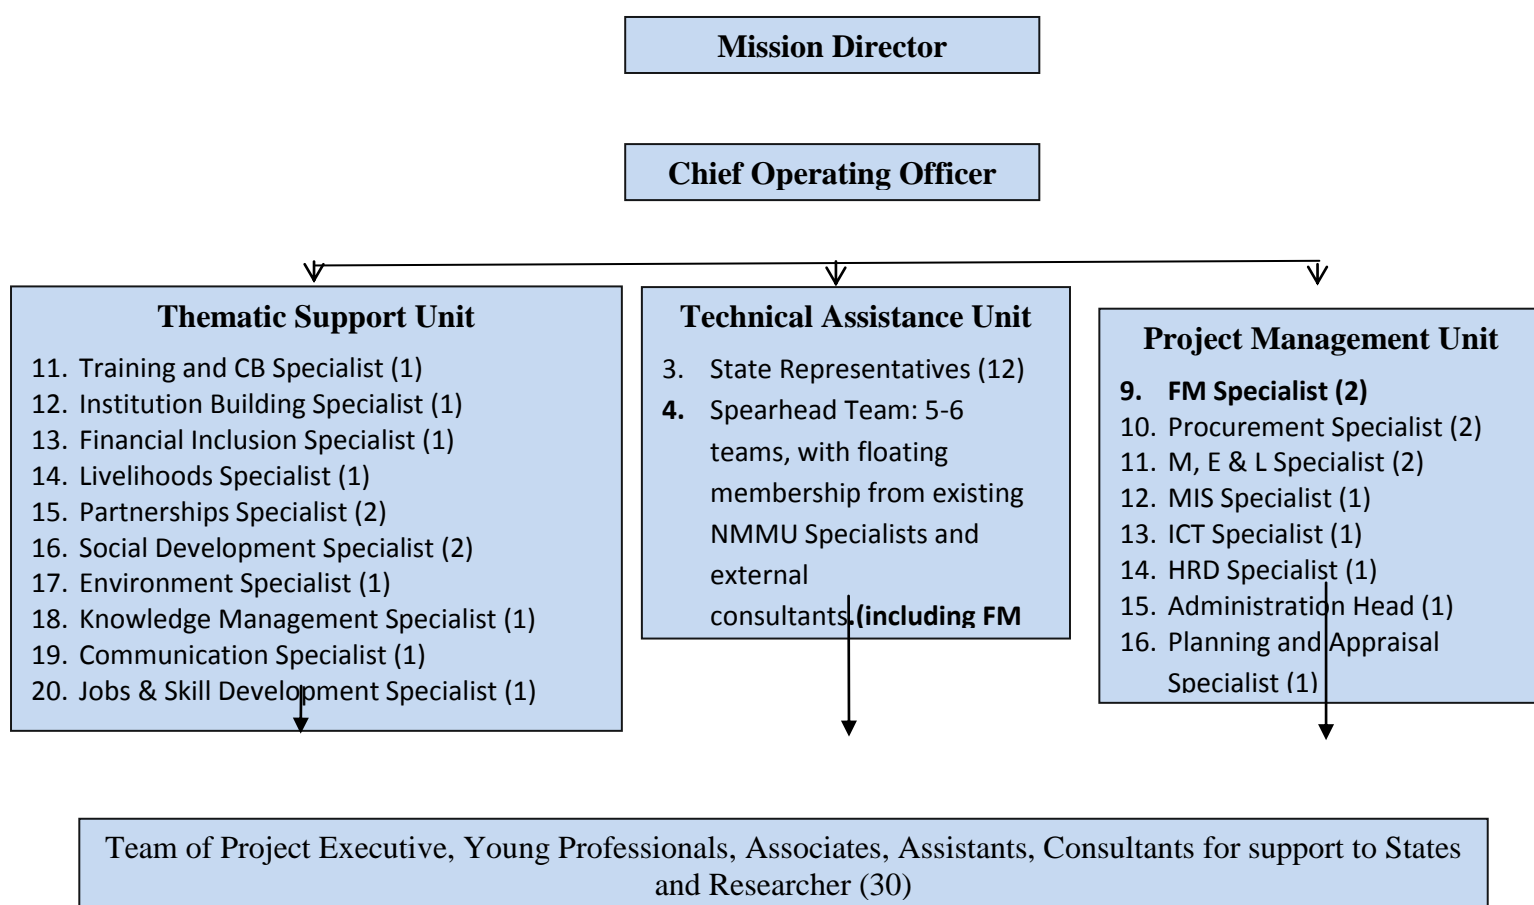 Mission Director
Chief Operating Officer
Thematic Support Unit
11. Training and CB Specialist (1)
12. Institution Building Specialist (1)
13. Financial Inclusion Specialist (1)
14. Livelihoods Specialist (1)
15. Partnerships Specialist (2)
16. Social Development Specialist (2)
17. Environment Specialist (1)
18. Knowledge Management Specialist (1)
19. Communication Specialist (1)
20. Jobs & Skill Development Specialist (1)
Technical Assistance Unit
3. State Representatives (12)
4. Spearhead Team: 5-6
teams, with floating
membership from existing
NMMU Specialists and
external
consultants.(including FM
Project Management Unit
9. FM Specialist (2)
10. Procurement Specialist (2)
11. M, E & L Specialist (2)
12. MIS Specialist (1)
13. ICT Specialist (1)
14. HRD Specialist (1)
15. Administration Head (1)
16. Planning and Appraisal
Specialist (1)
Team of Project Executive, Young Professionals, Associates, Assistants, Consultants for support to States
and Researcher (30)